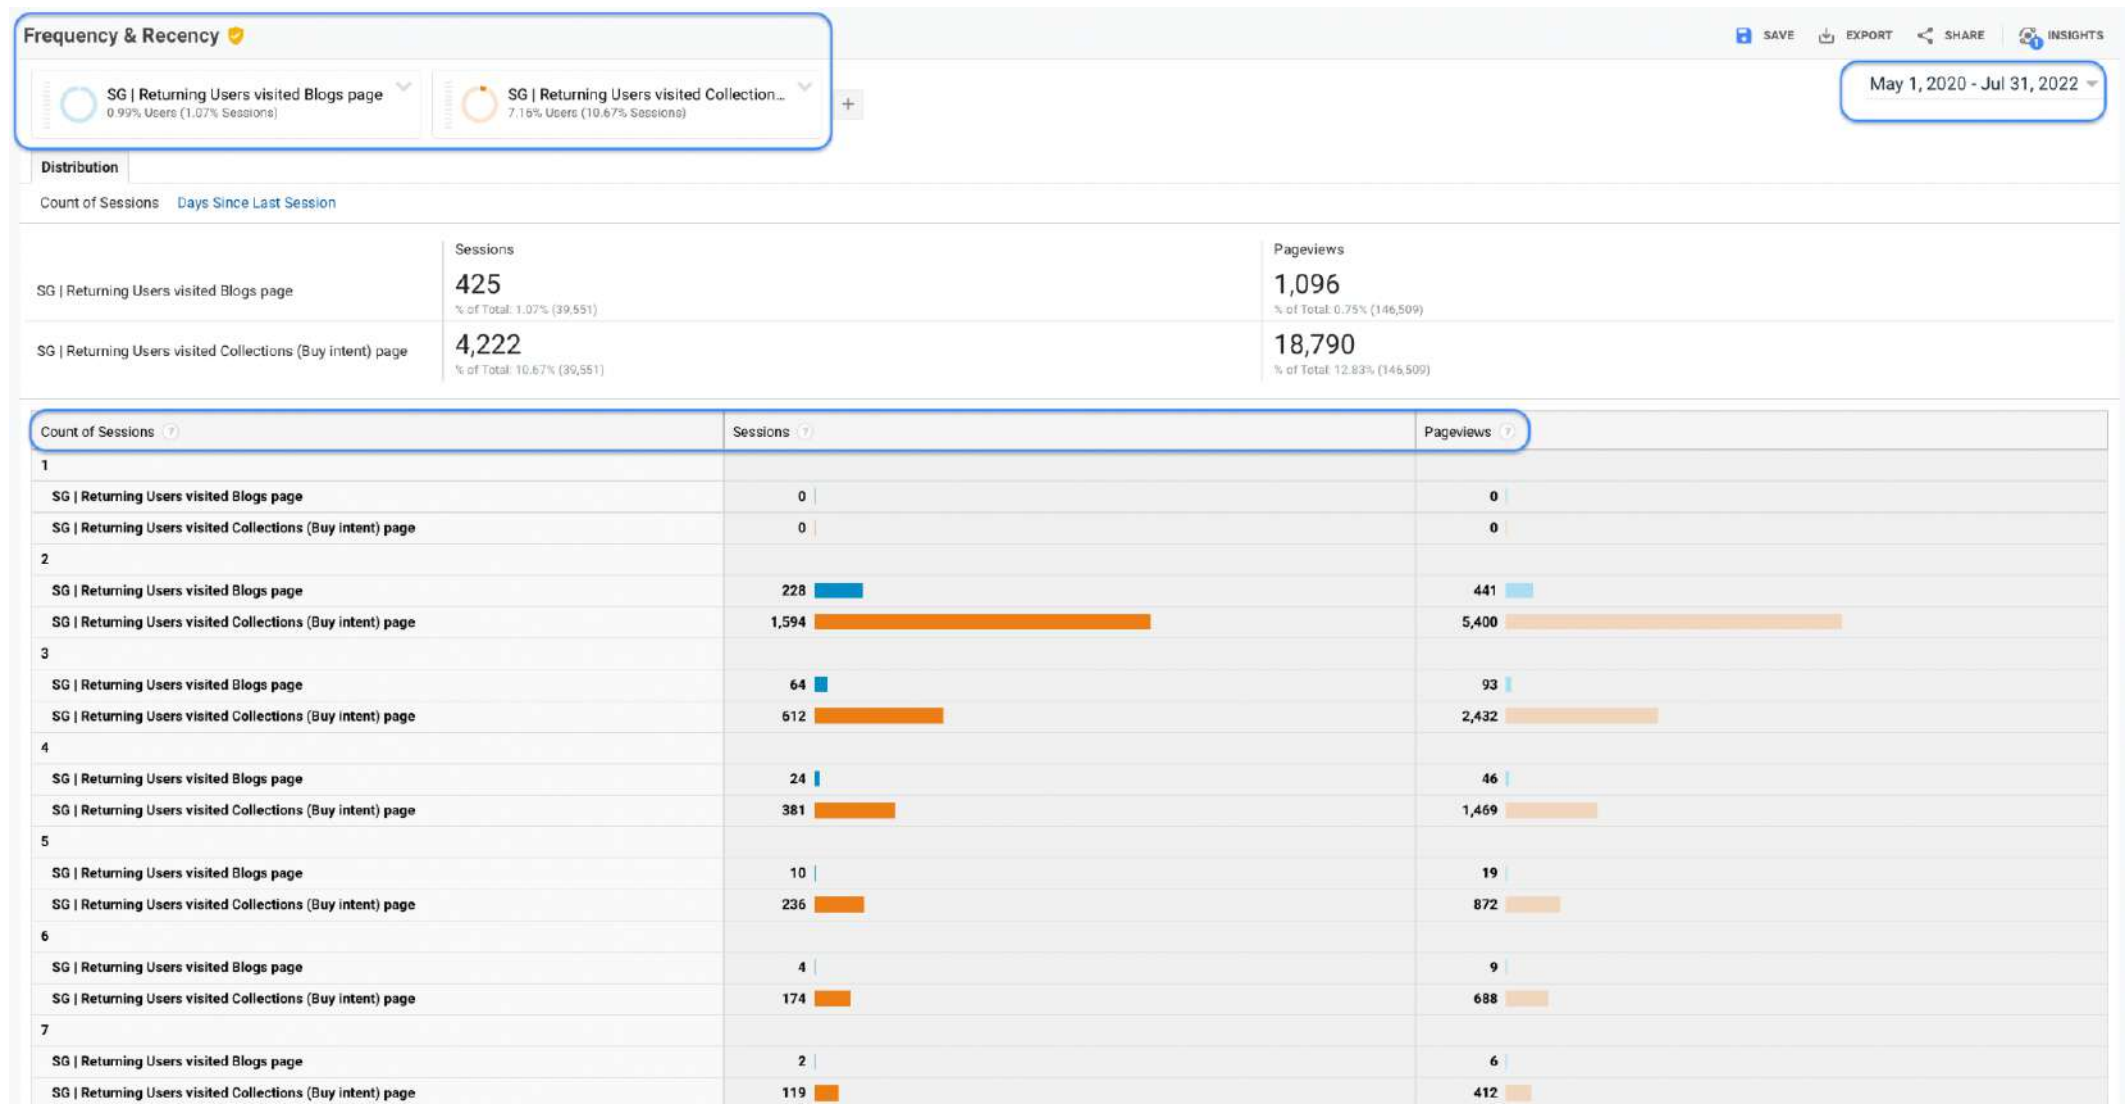 Frequency & Recency
SAVE EXPORT SHARE INSIGHTS
1
May 1, 2020 - Jul 31, 2022
SG | Returning Users visited Blogs page
0.99% Users (1.07% Sessions)
SG | Returning Users visited Collection...
7.16% Users (10.67% Sessions)
+
Distribution
Count of Sessions Days Since Last Session
Sessions Pageviews
SG | Returning Users visited Blogs page 425 1,096
% of Total: 1.07% (39,551) % of Total: 0.75% (146,509)
SG | Returning Users visited Collections (Buy intent) page 4,222 18,790
% of Total: 10.67% (39,551) % of Total: 12.83% (146,509)
Count of Sessions ? Sessions ? Pageviews ?
1
SG | Returning Users visited Blogs page 0 0
SG | Returning Users visited Collections (Buy intent) page 0 0
2
SG | Returning Users visited Blogs page 228 441
SG | Returning Users visited Collections (Buy intent) page 1,594 5,400
3
SG | Returning Users visited Blogs page 64 93
SG | Returning Users visited Collections (Buy intent) page 612 2,432
4
SG | Returning Users visited Blogs page 24 46
SG | Returning Users visited Collections (Buy intent) page 381 1,469
5
SG | Returning Users visited Blogs page 10 19
SG | Returning Users visited Collections (Buy intent) page 236 872
6
SG | Returning Users visited Blogs page 4 9
SG | Returning Users visited Collections (Buy intent) page 174 688
7
SG | Returning Users visited Blogs page 2 6
SG | Returning Users visited Collections (Buy intent) page 119 412